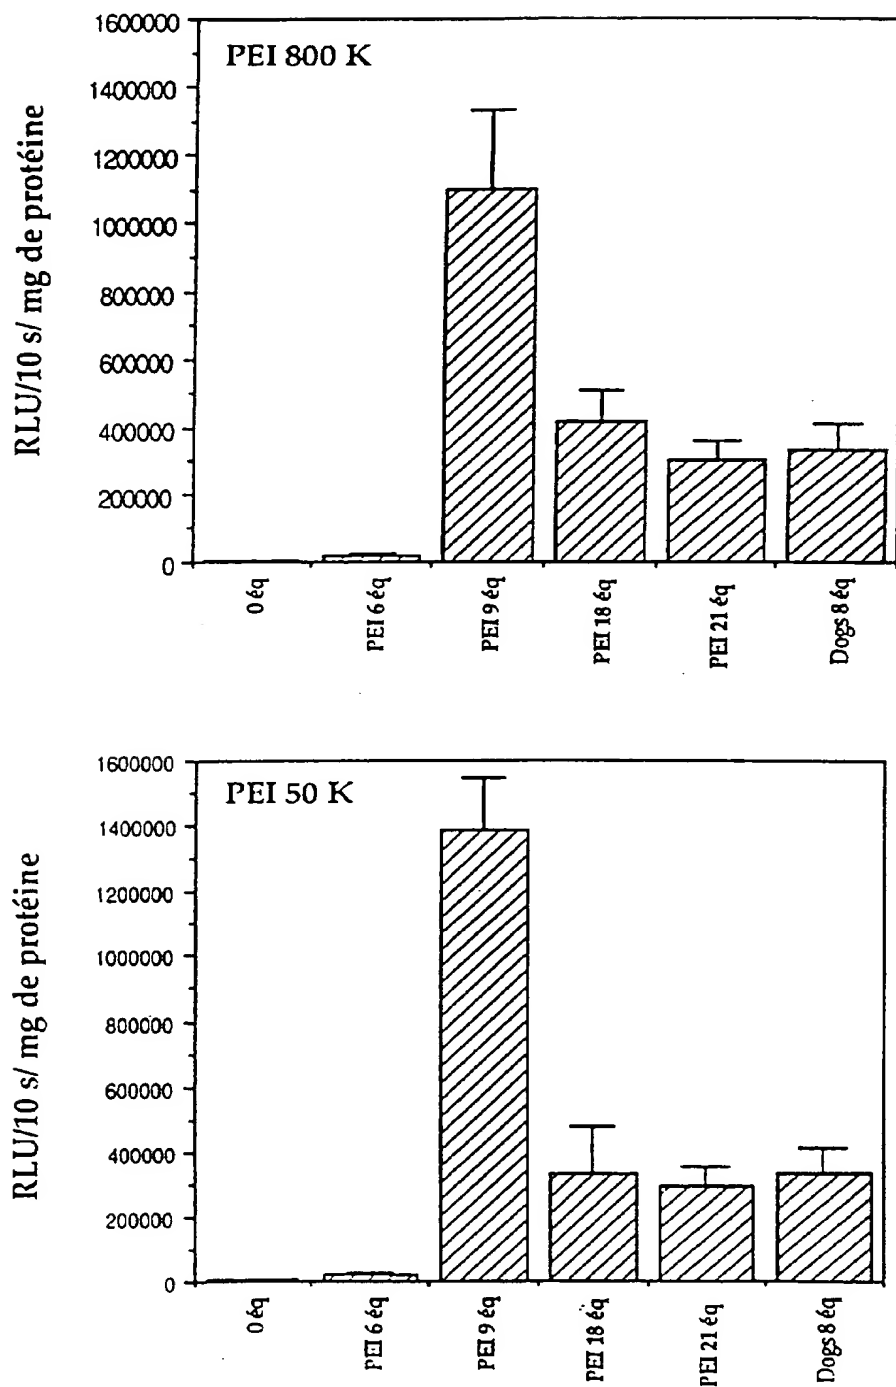 PEI 800 K
RLU/10 s/ mg de protéine
1600000
1400000
1200000
1000000
800000
600000
400000
200000
0
0 éq
PEI 6 éq
PEI 9 éq
PEI 18 éq
PEI 21 éq
Dogs 8 éq
PEI 50 K
RLU/10 s/ mg de protéine
1600000
1400000
1200000
1000000
800000
600000
400000
200000
0
0 éq
PEI 6 éq
PEI 9 éq
PEI 18 éq
PEI 21 éq
Dogs 8 éq